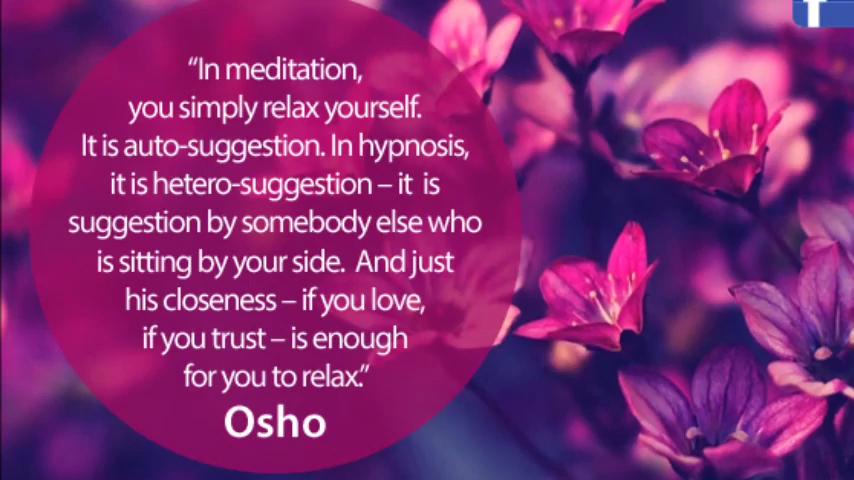 “In meditation,
you simply relax yourself.
It is auto-suggestion. In hypnosis,
it is hetero-suggestion – it is
suggestion by somebody else who
is sitting by your side. And just
his closeness – if you love,
if you trust – is enough
for you to relax.”
Osho
f